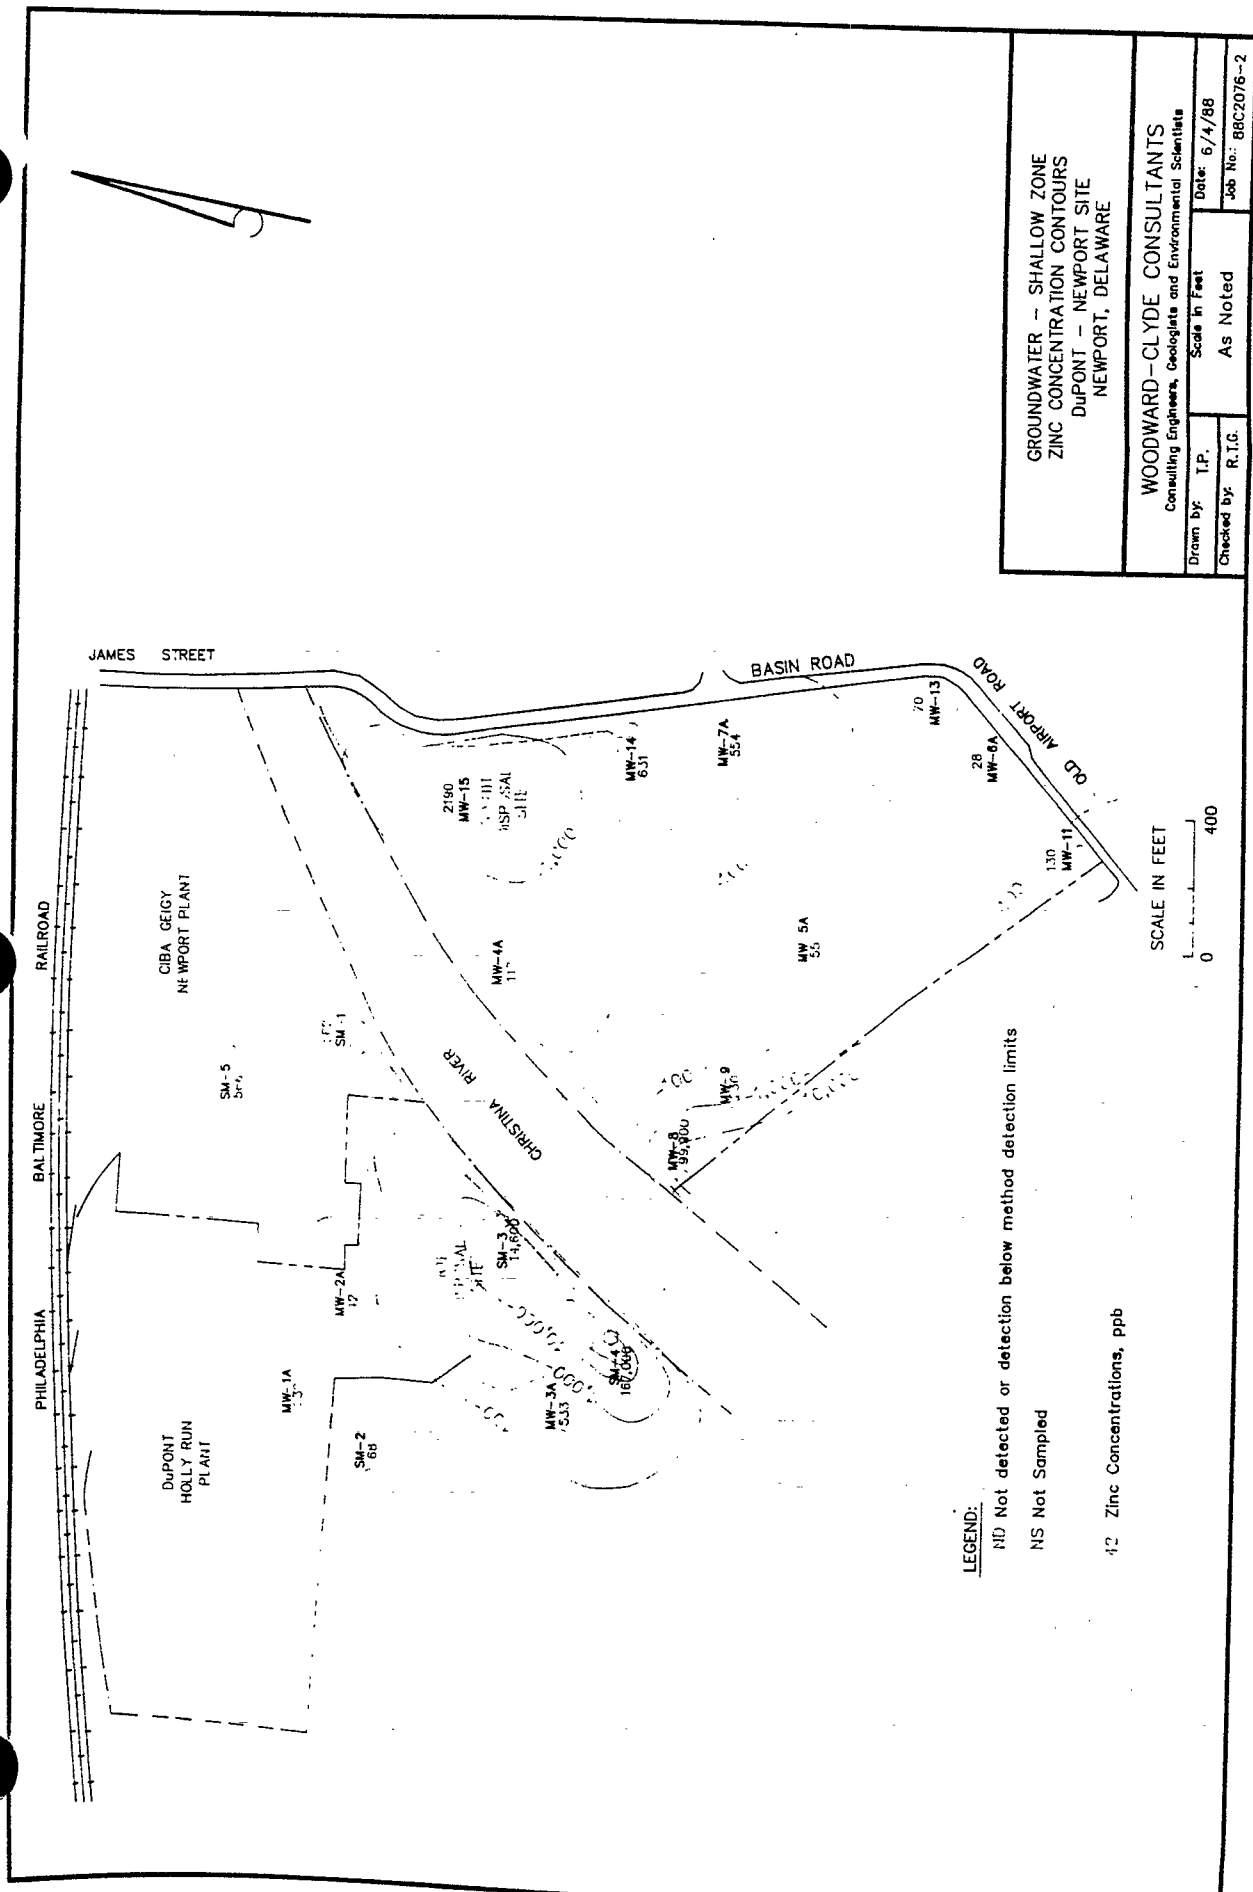 PHILADELPHIA BALTIMORE RAILROAD
JAMES STREET
DuPONT
HOLLY RUN
PLANT
CIBA GEIGY
NEWPORT PLANT
SM-5
MW-1A
MW-2A
SM-2
68
MW-3A
533
SM-4
167,000
SM-3
14,600
CHRISTINA RIVER
MW-4A
2190
MW-15
SITE
MW-14
631
MW-7A
554
BASIN ROAD
70
MW-13
28
MW-6A
OLD AIRPORT ROAD
130
MW-11
MW 5A
55
MW-9
MW-8
99,900
10,000
SCALE IN FEET
0 400
LEGEND:
ND Not detected or detection below method detection limits
NS Not Sampled
42 Zinc Concentrations, ppb
GROUNDWATER - SHALLOW ZONE
ZINC CONCENTRATION CONTOURS
DuPONT - NEWPORT SITE
NEWPORT, DELAWARE
WOODWARD-CLYDE CONSULTANTS
Consulting Engineers, Geologists and Environmental Scientists
Drawn by: T.P.
Scale in Feet
Date: 6/4/88
Checked by: R.T.G.
As Noted
Job No.: 88C2076-2